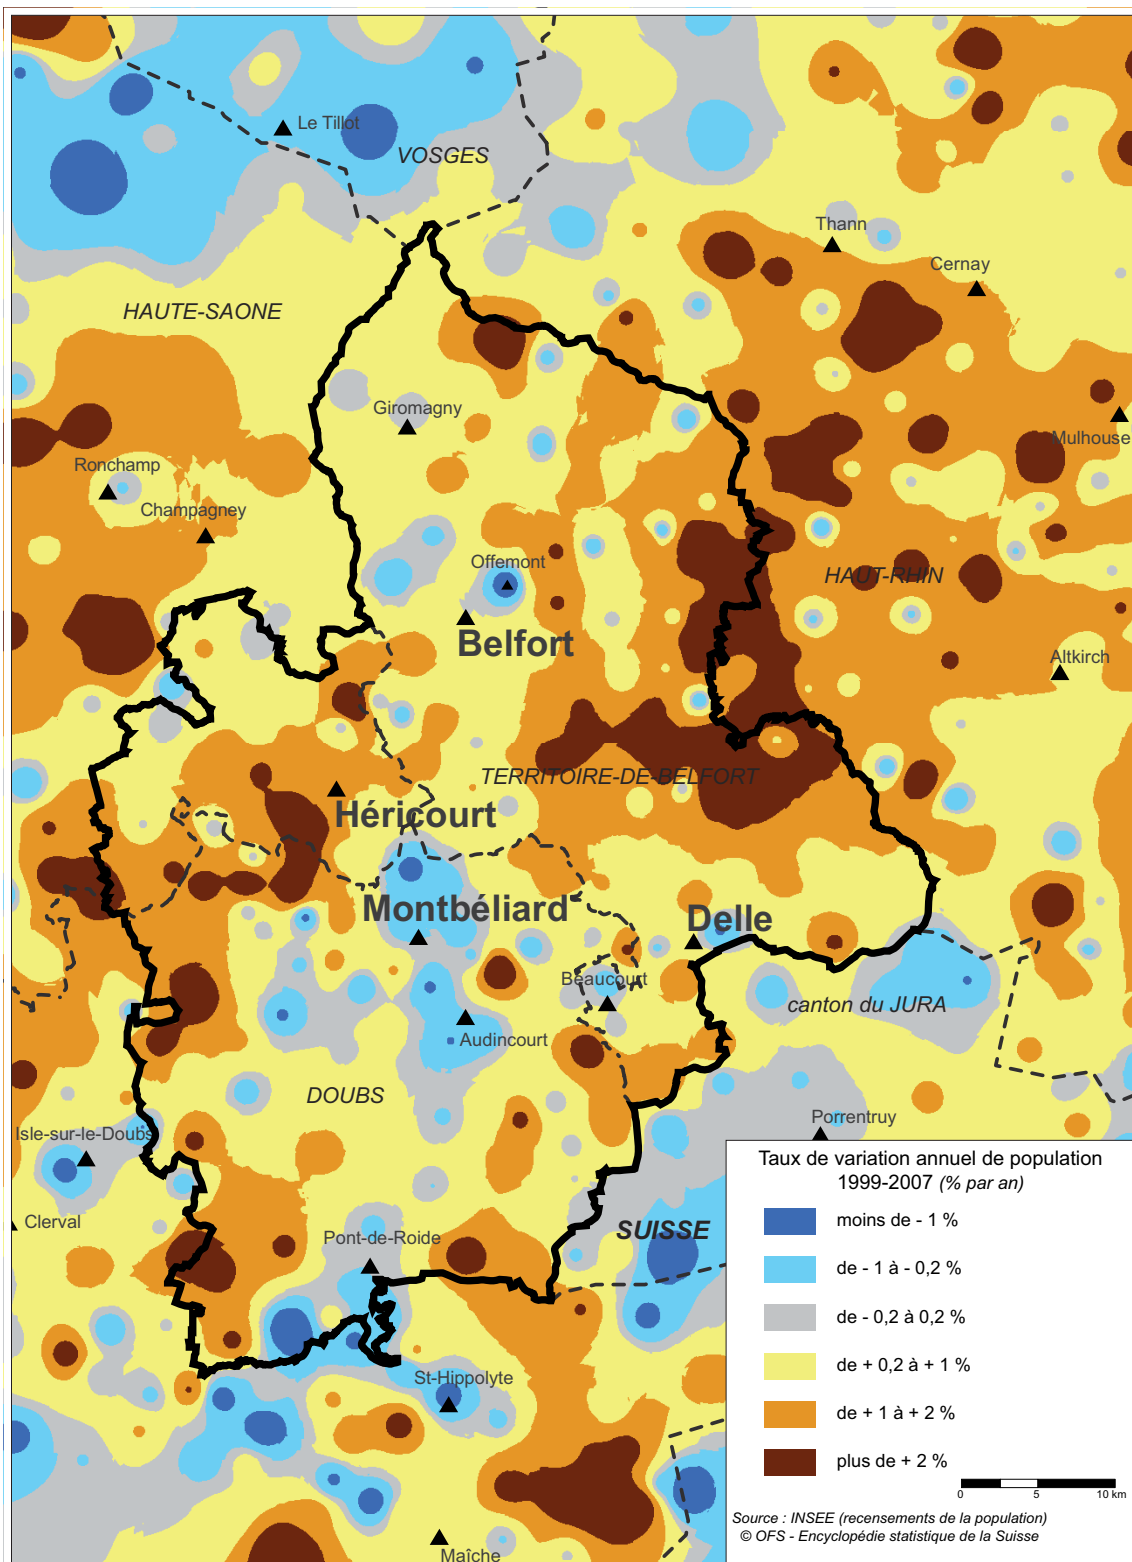 Le Tillot
VOSGES
Thann
Cernay
HAUTE-SAONE
Giromagny
Mulhouse
Ronchamp
Champagney
Offemont
HAUT-RHIN
Belfort
Altkirch
TERRITOIRE-DE-BELFORT
Héricourt
Montbéliard
Delle
Beaucourt
canton du JURA
Audincourt
DOUBS
Porrentruy
Isle-sur-le-Doubs
Clerval
SUISSE
Pont-de-Roide
St-Hippolyte
Maîche
Taux de variation annuel de population
1999-2007 (% par an)
moins de - 1 %
de - 1 à - 0,2 %
de - 0,2 à 0,2 %
de + 0,2 à + 1 %
de + 1 à + 2 %
plus de + 2 %
0 5 10 km
Source : INSEE (recensements de la population)
© OFS - Encyclopédie statistique de la Suisse